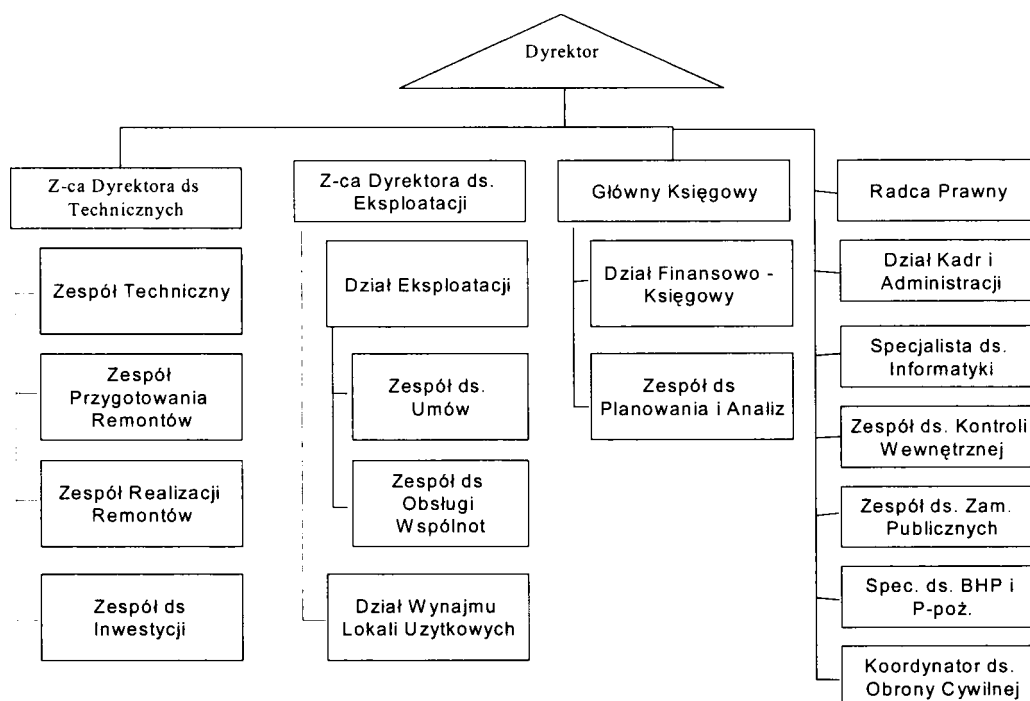 Dyrektor
Z-ca Dyrektora ds
Technicznych
Zespół Techniczny
Zespół
Przygotowania
Remontów
Zespół Realizacji
Remontów
Zespół ds
Inwestycji
Z-ca Dyrektora ds.
Eksploatacji
Dział Eksploatacji
Zespół ds.
Umów
Zespół ds
Obsługi
Wspólnot
Dział Wynajmu
Lokali Uzytkowych
Główny Księgowy
Dział Finansowo -
Księgowy
Zespół ds
Planowania i Analiz
Radca Prawny
Dział Kadr i
Administracji
Specjalista ds.
Informatyki
Zespół ds. Kontroli
Wewnętrznej
Zespół ds. Zam.
Publicznych
Spec. ds. BHP i
P-poż.
Koordynator ds.
Obrony Cywilnej